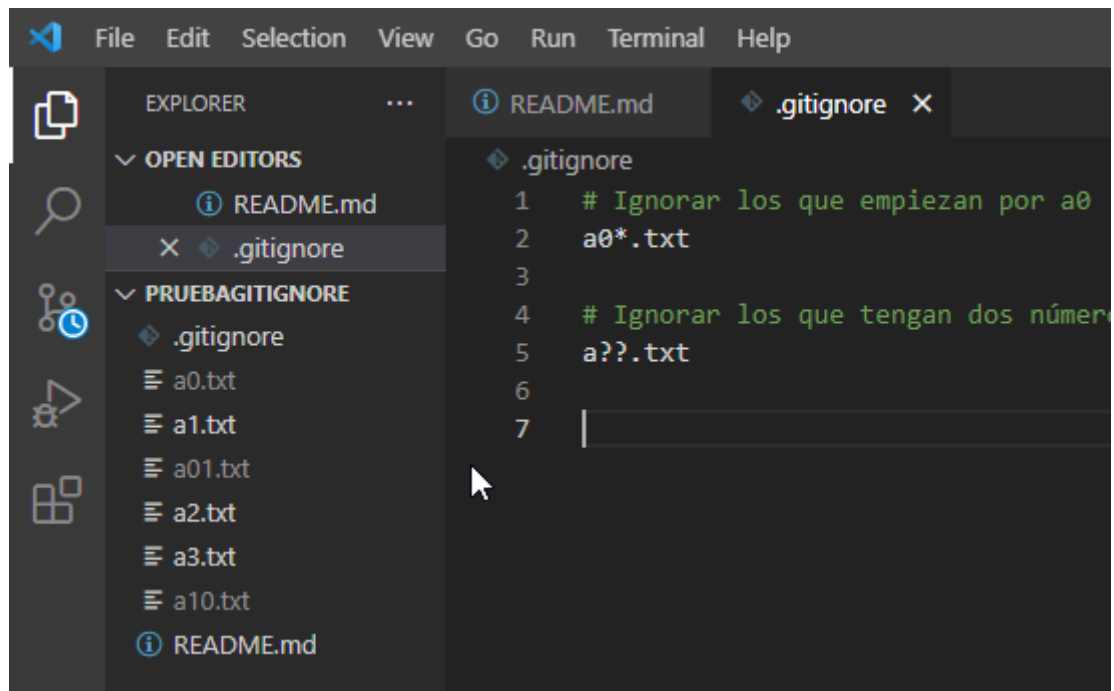 File Edit Selection View Go Run Terminal Help
EXPLORER ...
README.md .gitignore
OPEN EDITORS
README.md
.gitignore
PRUEBAGITIGNORE
.gitignore
a0.txt
a1.txt
a01.txt
a2.txt
a3.txt
a10.txt
README.md
.gitignore
1 # Ignorar los que empiezan por a0
2 a0*.txt
3
4 # Ignorar los que tengan dos número
5 a??.txt
6
7